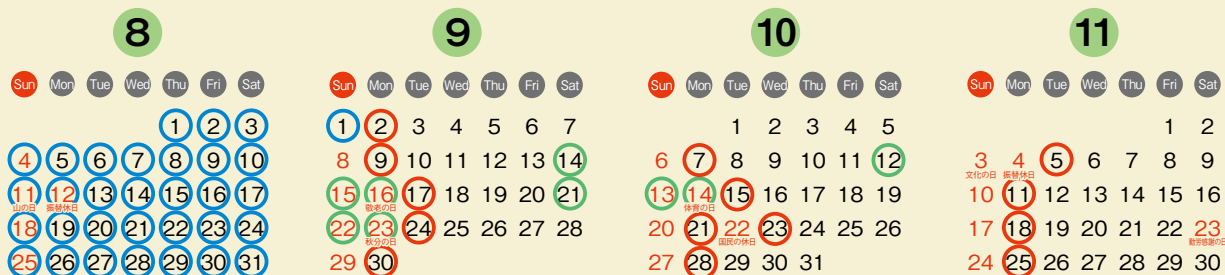 8 9 10 11
Sun Mon Tue Wed Thu Fri Sat Sun Mon Tue Wed Thu Fri Sat Sun Mon Tue Wed Thu Fri Sat Sun Mon Tue Wed Thu Fri Sat
1 2 3 1 2 3 4 5 6 7 1 2 3 4 5 1 2
4 5 6 7 8 9 10 8 9 10 11 12 13 14 6 7 8 9 10 11 12 3 4 5 6 7 8 9
文化の日 振替休日
11 12 13 14 15 16 17 15 16 17 18 19 20 21 13 14 15 16 17 18 19 10 11 12 13 14 15 16
山の日 振替休日 敬老の日 体育の日
18 19 20 21 22 23 24 22 23 24 25 26 27 28 20 21 22 23 24 25 26 17 18 19 20 21 22 23
秋分の日 国民の休日 勤労感謝の日
25 26 27 28 29 30 31 29 30 27 28 29 30 31 24 25 26 27 28 29 30